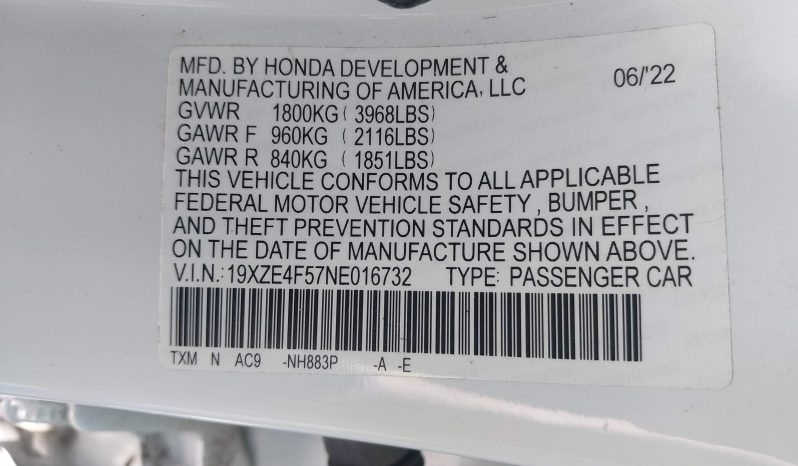 MFD. BY HONDA DEVELOPMENT &
MANUFACTURING OF AMERICA, LLC 06/'22
GVWR 1800KG ( 3968LBS)
GAWR F 960KG ( 2116LBS)
GAWR R 840KG ( 1851LBS)
THIS VEHICLE CONFORMS TO ALL APPLICABLE
FEDERAL MOTOR VEHICLE SAFETY , BUMPER ,
AND THEFT PREVENTION STANDARDS IN EFFECT
ON THE DATE OF MANUFACTURE SHOWN ABOVE.
V.I.N.: 19XZE4F57NE016732 TYPE: PASSENGER CAR
TXM N AC9 -NH883P -A -E